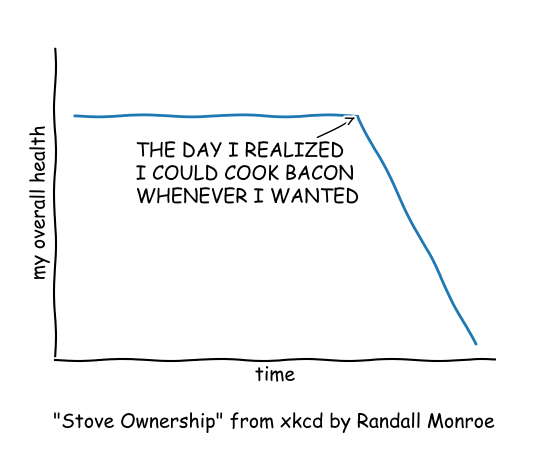 my overall health
THE DAY I REALIZED
I COULD COOK BACON
WHENEVER I WANTED
time
"Stove Ownership" from xkcd by Randall Monroe